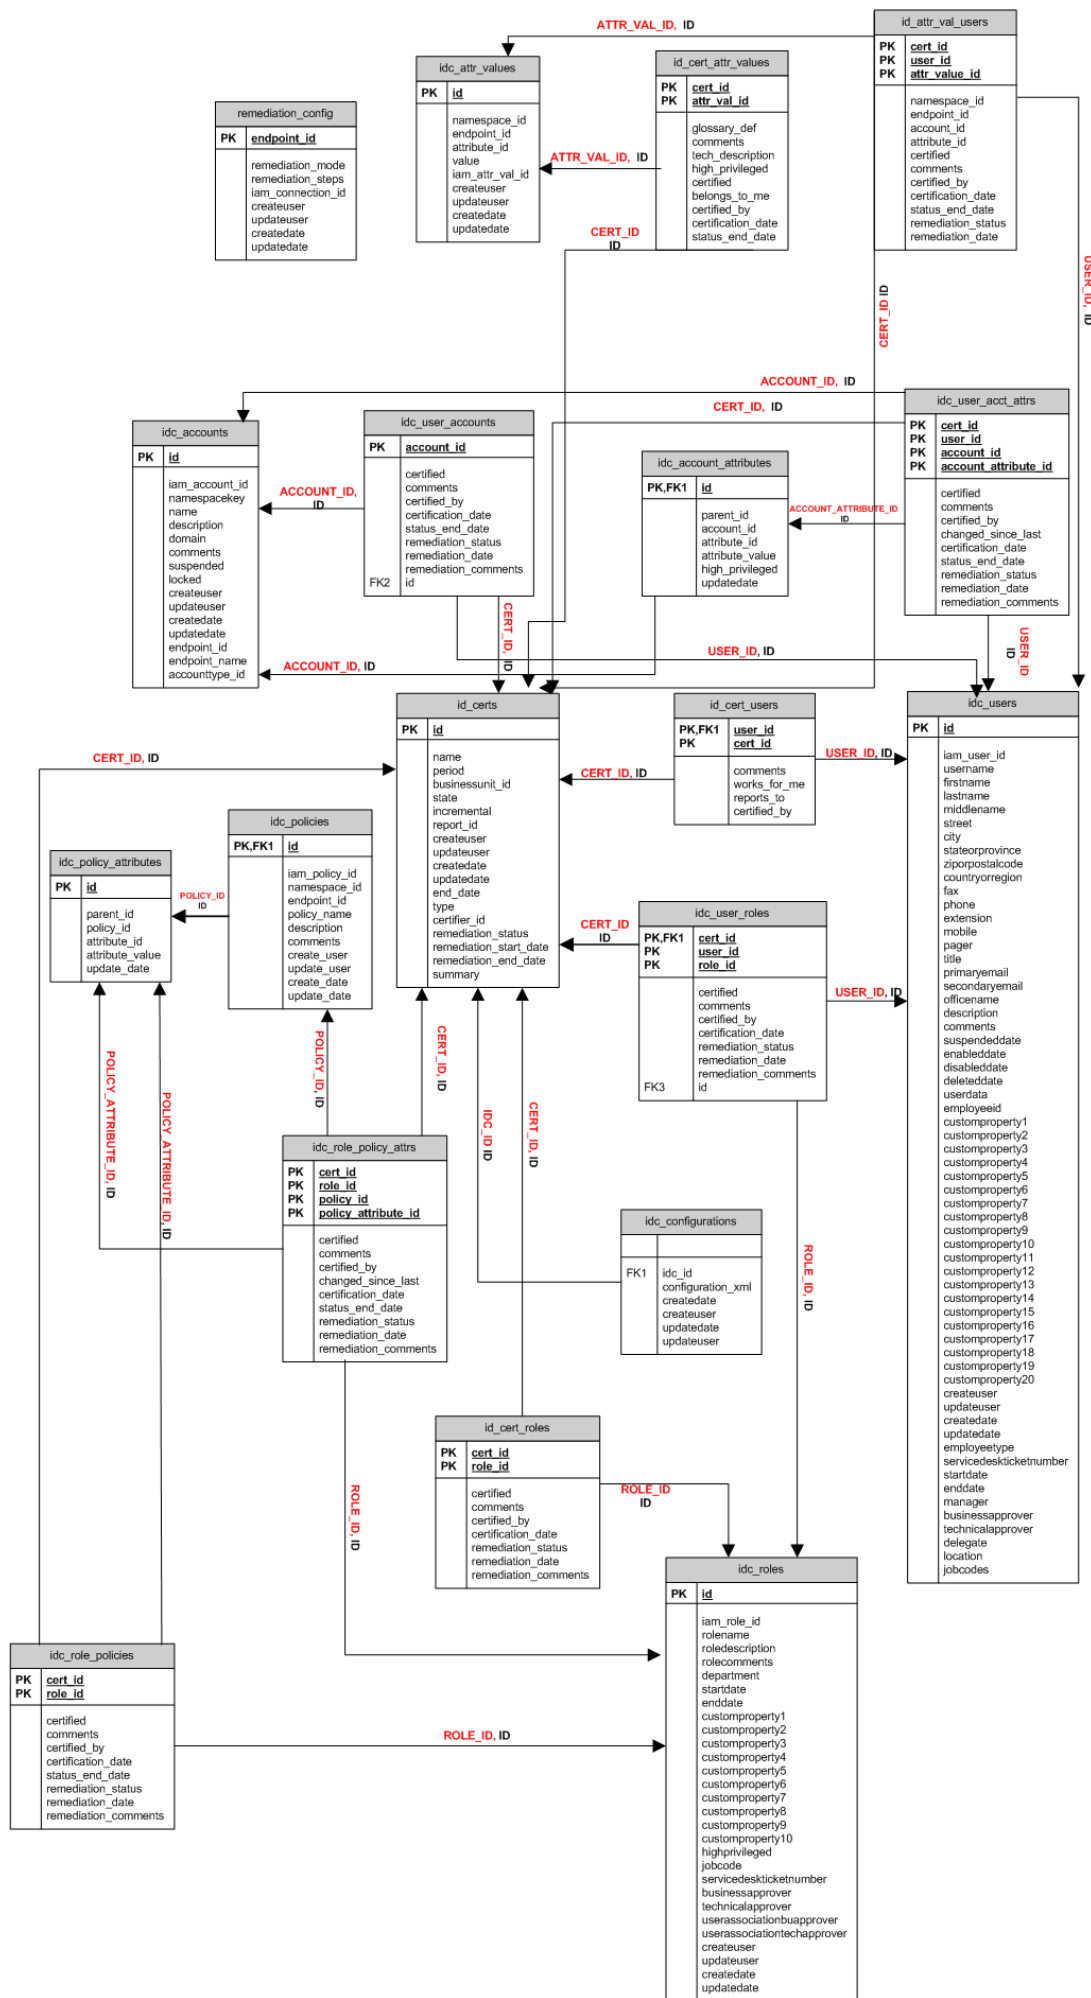 ATTR_VAL_ID, ID
id_attr_val_users
PK cert_id
PK user_id
PK attr_value_id
namespace_id
endpoint_id
account_id
attribute_id
certified
comments
certified_by
certification_date
status_end_date
remediation_status
remediation_date
idc_attr_values
PK id
namespace_id
endpoint_id
attribute_id
value
iam_attr_val_id
createuser
updateuser
createdate
updatedate
id_cert_attr_values
PK cert_id
PK attr_val_id
glossary_def
comments
tech_description
high_privileged
certified
belongs_to_me
certified_by
certification_date
status_end_date
remediation_config
PK endpoint_id
remediation_mode
remediation_steps
iam_connection_id
createuser
updateuser
createdate
updatedate
ATTR_VAL_ID, ID
CERT_ID
ID
CERT_ID ID
USER_ID, ID
ACCOUNT_ID, ID
CERT_ID, ID
idc_user_acct_attrs
PK cert_id
PK user_id
PK account_id
PK account_attribute_id
certified
comments
certified_by
changed_since_last
certification_date
status_end_date
remediation_status
remediation_date
remediation_comments
idc_accounts
PK id
iam_account_id
namespacekey
name
description
domain
comments
suspended
locked
createuser
updateuser
createdate
updatedate
endpoint_id
endpoint_name
accounttype_id
idc_user_accounts
PK account_id
certified
comments
certified_by
certification_date
status_end_date
remediation_status
remediation_date
remediation_comments
FK2 id
idc_account_attributes
PK,FK1 id
parent_id
account_id
attribute_id
attribute_value
high_privileged
updatedate
ACCOUNT_ID,
ID
ACCOUNT_ATTRIBUTE_ID
ID
CERT_ID, ID
USER_ID, ID
USER_ID
ID
ACCOUNT_ID, ID
id_certs
PK id
name
period
businessunit_id
state
incremental
report_id
createuser
updateuser
createdate
updatedate
end_date
type
certifier_id
remediation_status
remediation_start_date
remediation_end_date
summary
id_cert_users
PK,FK1 user_id
PK cert_id
comments
works_for_me
reports_to
certified_by
idc_users
PK id
iam_user_id
username
firstname
lastname
middlename
street
city
stateorprovince
ziporpostalcode
countryorregion
fax
phone
extension
mobile
pager
title
primaryemail
secondaryemail
officename
description
comments
suspendeddate
enableddate
disableddate
deleteddate
userdata
employeeid
customproperty1
customproperty2
customproperty3
customproperty4
customproperty5
customproperty6
customproperty7
customproperty8
customproperty9
customproperty10
customproperty11
customproperty12
customproperty13
customproperty14
customproperty15
customproperty16
customproperty17
customproperty18
customproperty19
customproperty20
createuser
updateuser
createdate
updatedate
employeetype
servicedeskticketnumber
startdate
enddate
manager
businessapprover
technicalapprover
delegate
location
jobcodes
CERT_ID, ID
CERT_ID, ID
USER_ID, ID
idc_policies
PK,FK1 id
iam_policy_id
namespace_id
endpoint_id
policy_name
description
comments
create_user
update_user
create_date
update_date
idc_policy_attributes
PK id
parent_id
policy_id
attribute_id
attribute_value
update_date
POLICY_ID
ID
idc_user_roles
PK,FK1 cert_id
PK user_id
PK role_id
certified
comments
certified_by
certification_date
remediation_status
remediation_date
remediation_comments
FK3 id
CERT_ID
ID
USER_ID, ID
POLICY_ATTRIBUTE_ID, ID
POLICY_ATTRIBUTE ID, ID
POLICY_ID, ID
CERT_ID, ID
IDC_ID ID
CERT_ID, ID
idc_role_policy_attrs
PK cert_id
PK role_id
PK policy_id
PK policy_attribute_id
certified
comments
certified_by
changed_since_last
certification_date
status_end_date
remediation_status
remediation_date
remediation_comments
idc_configurations
FK1 idc_id
configuration_xml
createdate
createuser
updatedate
updateuser
ROLE_ID, ID
id_cert_roles
PK cert_id
PK role_id
certified
comments
certified_by
certification_date
remediation_status
remediation_date
remediation_comments
ROLE_ID
ID
ROLE_ID, ID
idc_roles
PK id
iam_role_id
rolename
roledescription
rolecomments
department
startdate
enddate
customproperty1
customproperty2
customproperty3
customproperty4
customproperty5
customproperty6
customproperty7
customproperty8
customproperty9
customproperty10
highprivileged
jobcode
servicedeskticketnumber
businessapprover
technicalapprover
userassociationbuapprover
userassociationtechapprover
createuser
updateuser
createdate
updatedate
idc_role_policies
PK cert_id
PK role_id
certified
comments
certified_by
certification_date
status_end_date
remediation_status
remediation_date
remediation_comments
ROLE_ID, ID